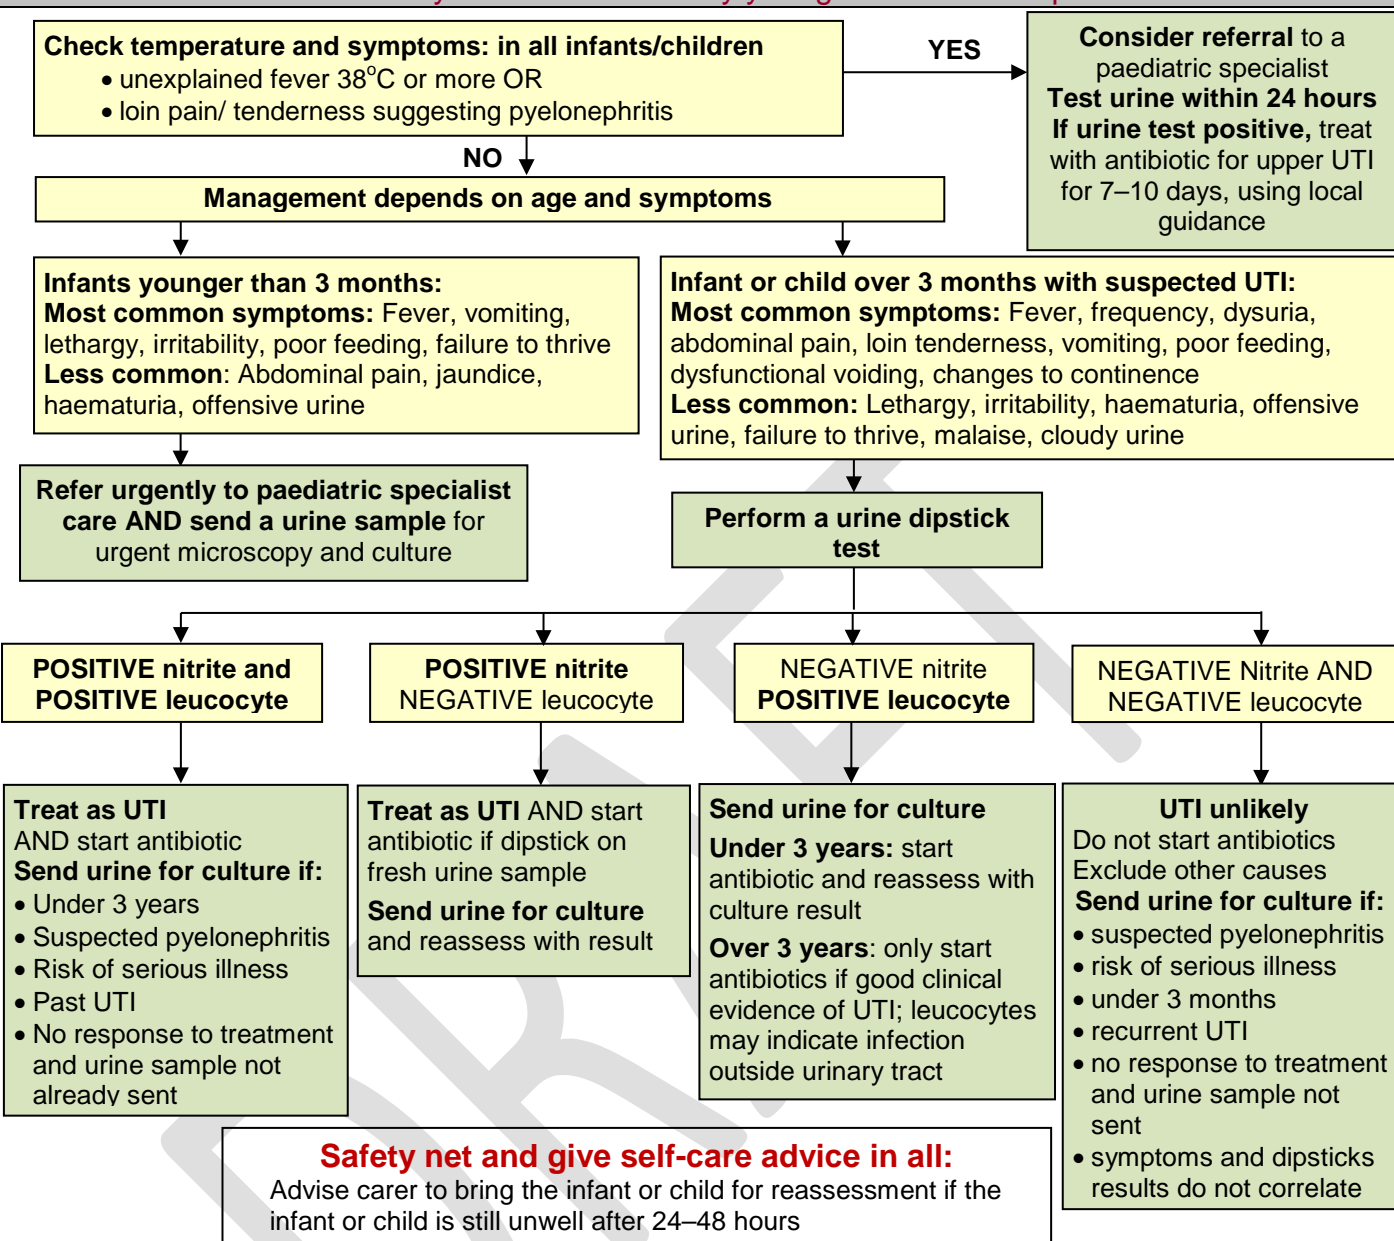 Check temperature and symptoms: in all infants/children
• unexplained fever 38°C or more OR
• loin pain/ tenderness suggesting pyelonephritis
YES
Consider referral to a
paediatric specialist
Test urine within 24 hours
If urine test positive, treat
with antibiotic for upper UTI
for 7–10 days, using local
guidance
NO
Management depends on age and symptoms
Infants younger than 3 months:
Most common symptoms: Fever, vomiting,
lethargy, irritability, poor feeding, failure to thrive
Less common: Abdominal pain, jaundice,
haematuria, offensive urine
Infant or child over 3 months with suspected UTI:
Most common symptoms: Fever, frequency, dysuria,
abdominal pain, loin tenderness, vomiting, poor feeding,
dysfunctional voiding, changes to continence
Less common: Lethargy, irritability, haematuria, offensive
urine, failure to thrive, malaise, cloudy urine
Refer urgently to paediatric specialist
care AND send a urine sample for
urgent microscopy and culture
Perform a urine dipstick
test
POSITIVE nitrite and
POSITIVE leucocyte
POSITIVE nitrite
NEGATIVE leucocyte
NEGATIVE nitrite
POSITIVE leucocyte
NEGATIVE Nitrite AND
NEGATIVE leucocyte
Treat as UTI
AND start antibiotic
Send urine for culture if:
• Under 3 years
• Suspected pyelonephritis
• Risk of serious illness
• Past UTI
• No response to treatment
and urine sample not
already sent
Treat as UTI AND start
antibiotic if dipstick on
fresh urine sample
Send urine for culture
and reassess with result
Send urine for culture
Under 3 years: start
antibiotic and reassess with
culture result
Over 3 years: only start
antibiotics if good clinical
evidence of UTI; leucocytes
may indicate infection
outside urinary tract
UTI unlikely
Do not start antibiotics
Exclude other causes
Send urine for culture if:
• suspected pyelonephritis
• risk of serious illness
• under 3 months
• recurrent UTI
• no response to treatment
and urine sample not
sent
• symptoms and dipsticks
results do not correlate
Safety net and give self-care advice in all:
Advise carer to bring the infant or child for reassessment if the
infant or child is still unwell after 24–48 hours
DRAFT